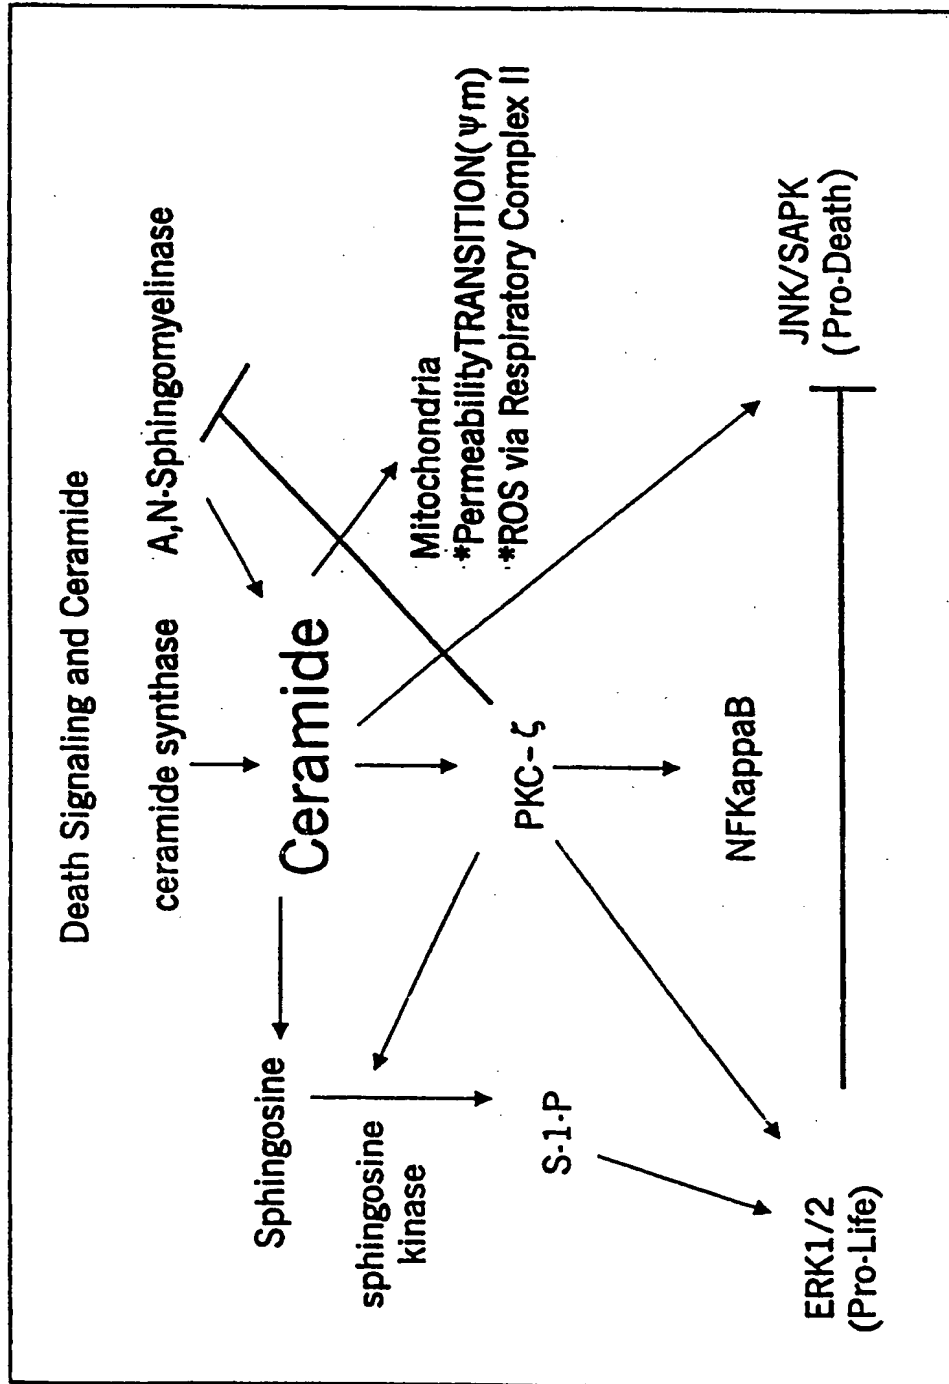 Death Signaling and Ceramide
ceramide synthase
A,N-Sphingomyelinase
Sphingosine
Ceramide
sphingosine
kinase
Mitochondria
*PermeabilityTRANSITION(Ψm)
*ROS via Respiratory Complex II
S-1-P
PKC-ζ
NFKappaB
ERK1/2
(Pro-Life)
JNK/SAPK
(Pro-Death)